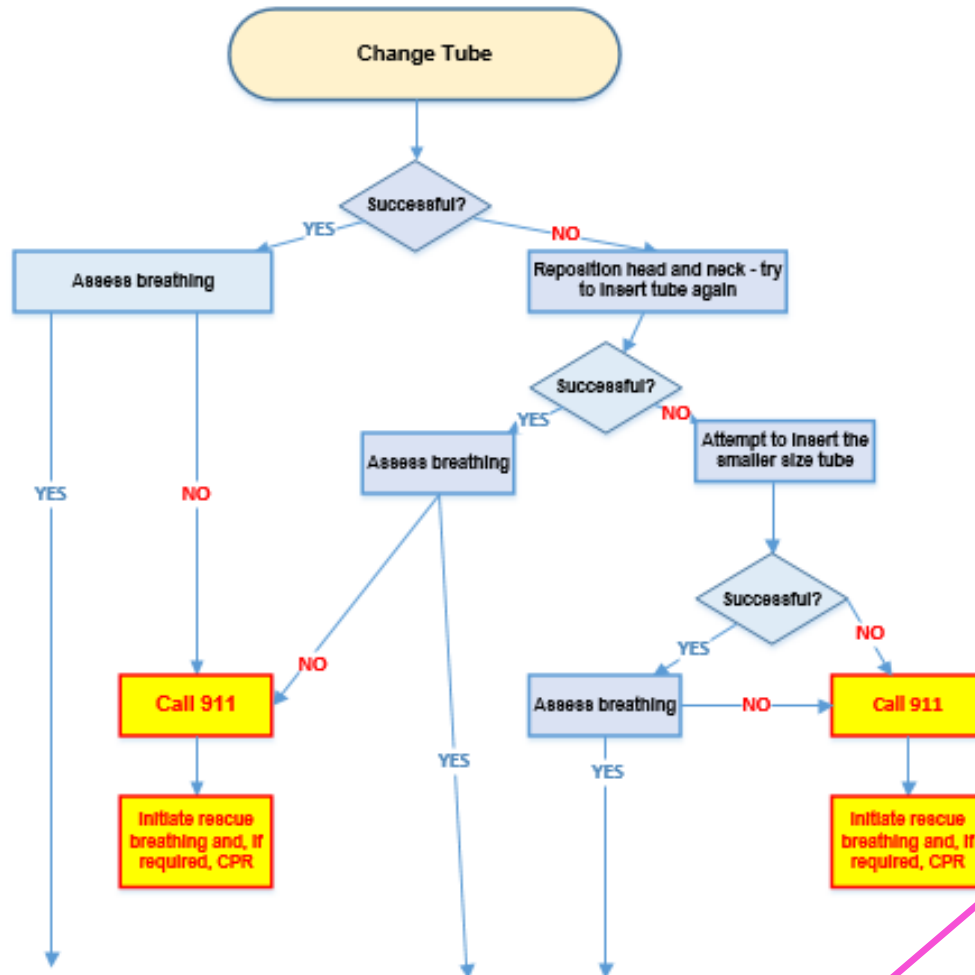 Change Tube
Successful?
YES
NO
Assess breathing
Reposition head and neck - try
to insert tube again
Successful?
YES
NO
Assess breathing
Attempt to insert the
smaller size tube
YES
NO
Successful?
NO
YES
NO
Call 911
Assess breathing
NO
Call 911
YES
YES
Initiate rescue
breathing and, if
required, CPR
Initiate rescue
breathing and, if
required, CPR